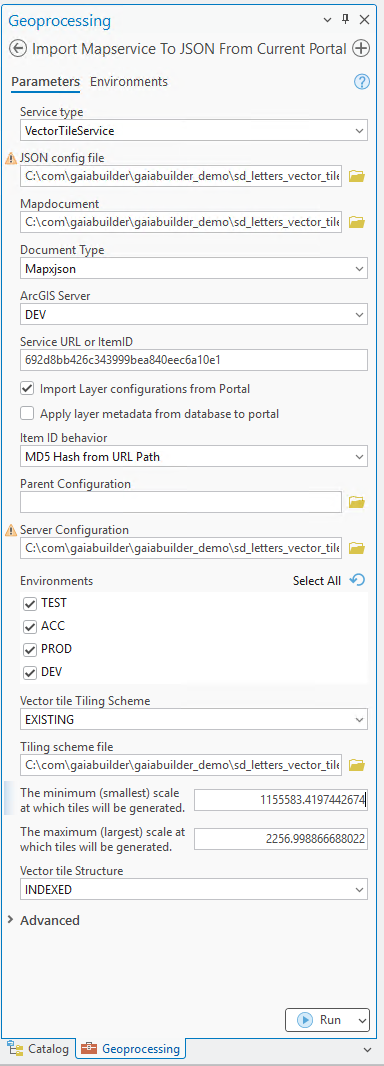 Geoprocessing
Import Mapservice To JSON From Current Portal
Parameters Environments
Service type
VectorTileService
JSON config file
C:\com\gaiabuilder\gaiabuilder_demo\sd_letters_vector_tile
Mapdocument
C:\com\gaiabuilder\gaiabuilder_demo\sd_letters_vector_tile
Document Type
Mapxjson
ArcGIS Server
DEV
Service URL or ItemID
692d8bb426c343999bea840eec6a10e1
Import Layer configurations from Portal
Apply layer metadata from database to portal
Item ID behavior
MD5 Hash from URL Path
Parent Configuration
Server Configuration
C:\com\gaiabuilder\gaiabuilder_demo\sd_letters_vector_tile
Environments Select All
TEST
ACC
PROD
DEV
Vector tile Tiling Scheme
EXISTING
Tiling scheme file
C:\com\gaiabuilder\gaiabuilder_demo\sd_letters_vector_tile
The minimum (smallest) scale
at which tiles will be generated.
1155583.4197442674
The maximum (largest) scale at
which tiles will be generated.
2256.998866688022
Vector tile Structure
INDEXED
Advanced
Run
Catalog Geoprocessing